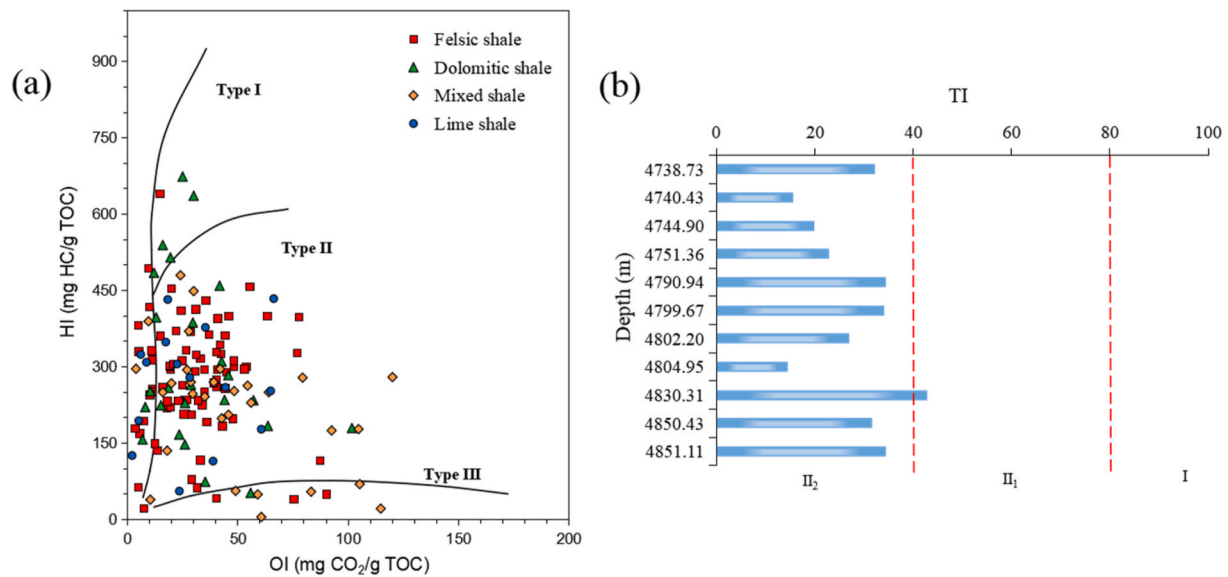 (a)
HI (mg HC/g TOC)
900
750
600
450
300
150
0
0
50
100
150
200
OI (mg CO₂/g TOC)
Type I
Type II
Type III
Felsic shale
Dolomitic shale
Mixed shale
Lime shale
(b)
TI
0
20
40
60
80
100
Depth (m)
4738.73
4740.43
4744.90
4751.36
4790.94
4799.67
4802.20
4804.95
4830.31
4850.43
4851.11
II₂
II₁
I